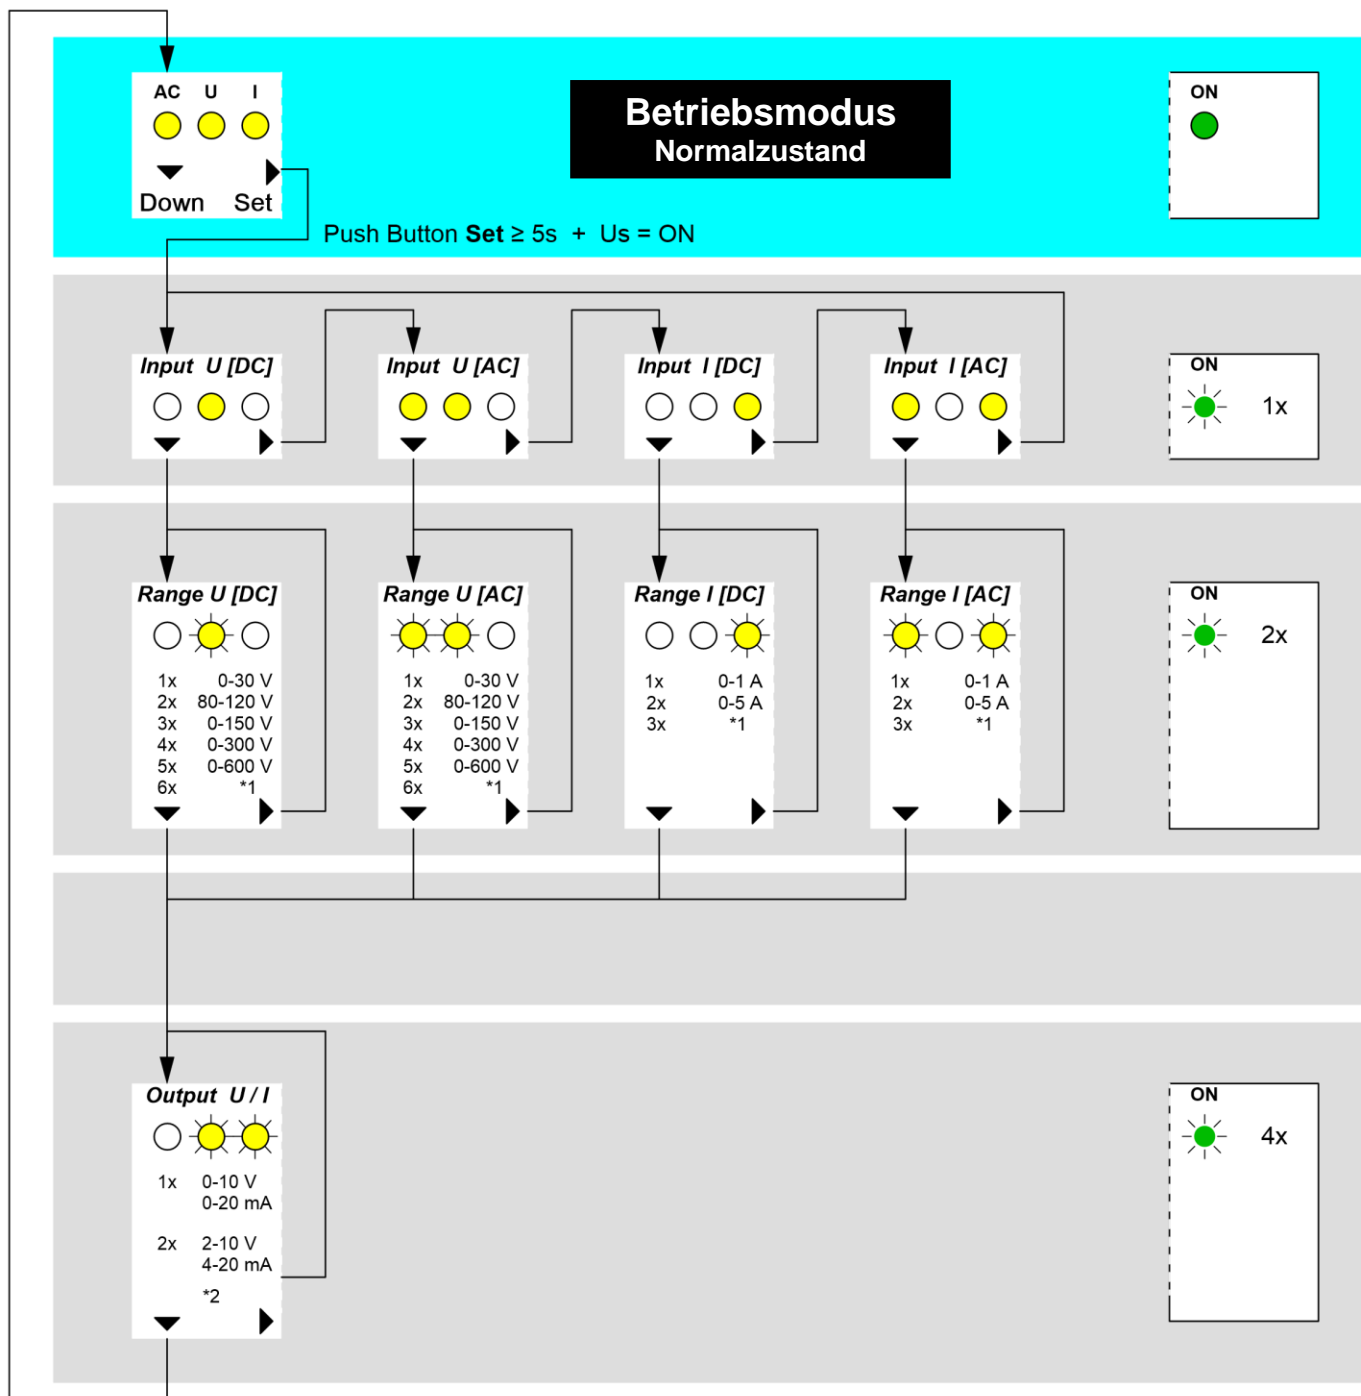 AC U I
Down Set
Betriebsmodus
Normalzustand
ON
Push Button Set ≥ 5s + Us = ON
Input U [DC]
Input U [AC]
Input I [DC]
Input I [AC]
ON
1x
Range U [DC]
1x 0-30 V
2x 80-120 V
3x 0-150 V
4x 0-300 V
5x 0-600 V
6x *1
Range U [AC]
1x 0-30 V
2x 80-120 V
3x 0-150 V
4x 0-300 V
5x 0-600 V
6x *1
Range I [DC]
1x 0-1 A
2x 0-5 A
3x *1
Range I [AC]
1x 0-1 A
2x 0-5 A
3x *1
ON
2x
Output U / I
1x 0-10 V
0-20 mA
2x 2-10 V
4-20 mA
*2
ON
4x